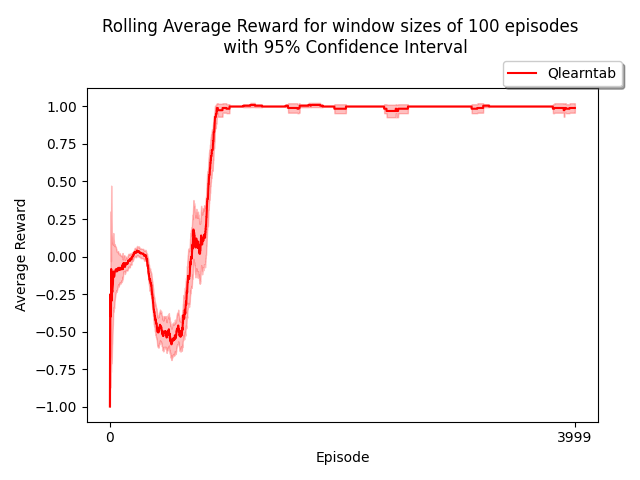 Rolling Average Reward for window sizes of 100 episodes
with 95% Confidence Interval
Qlearntab
1.00
0.75
0.50
0.25
0.00
−0.25
−0.50
−0.75
−1.00
Average Reward
0
3999
Episode